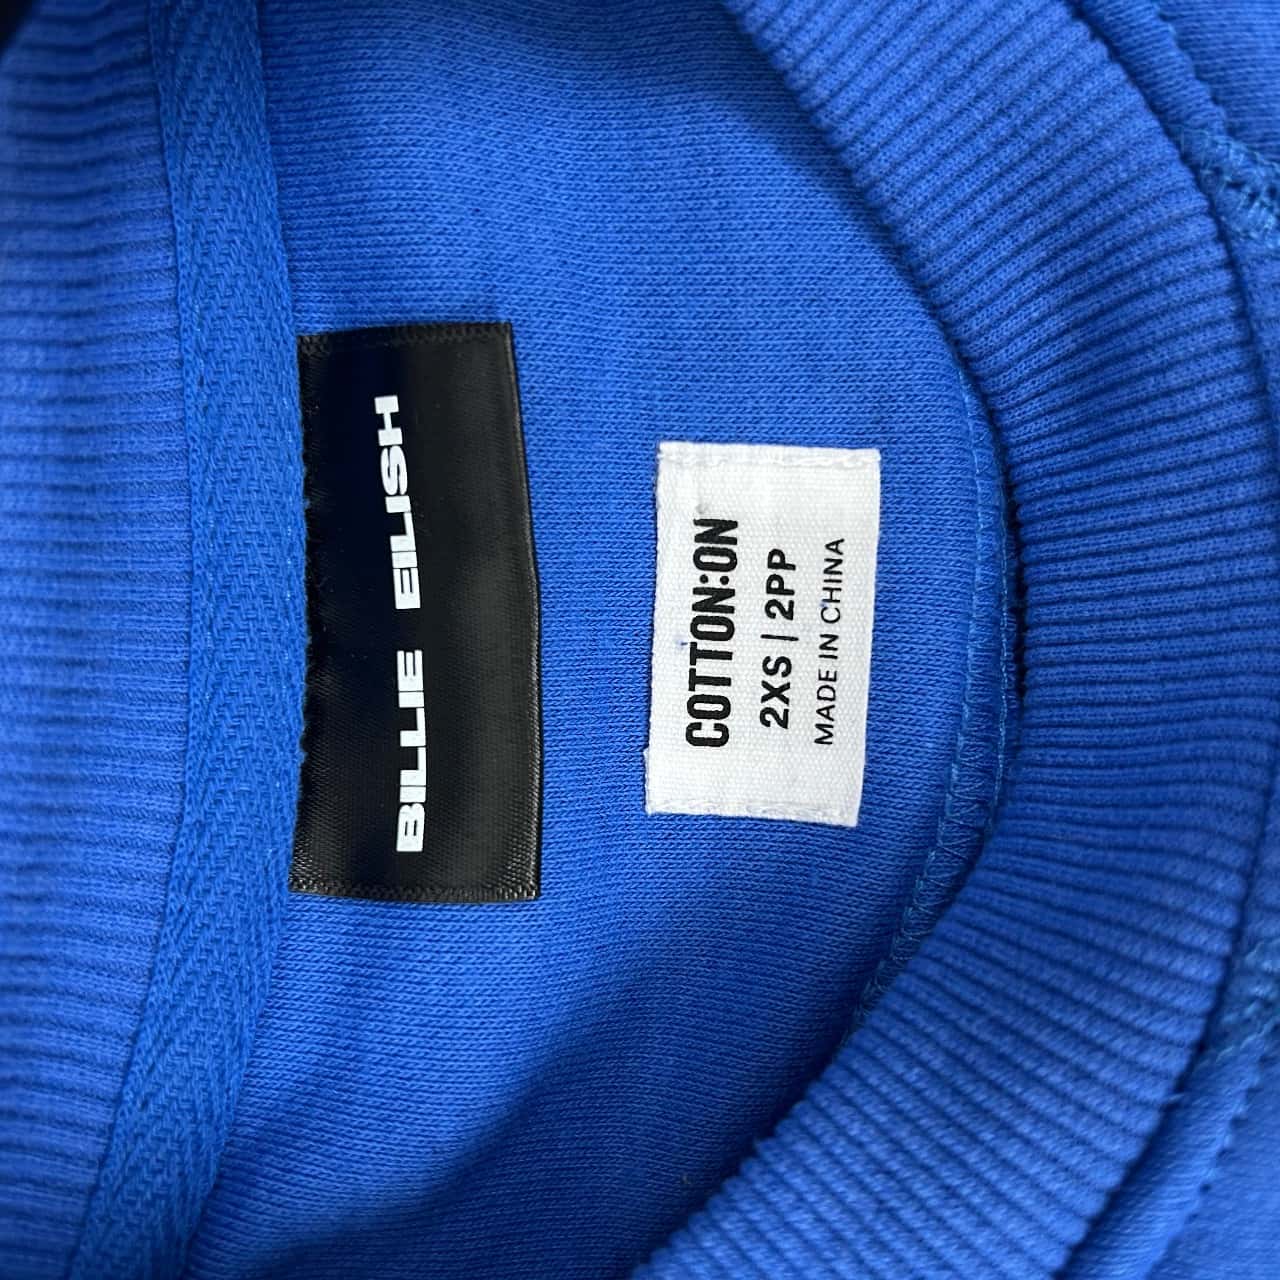 BILLIE EILISH
COTTON:ON
2XS | 2PP
MADE IN CHINA